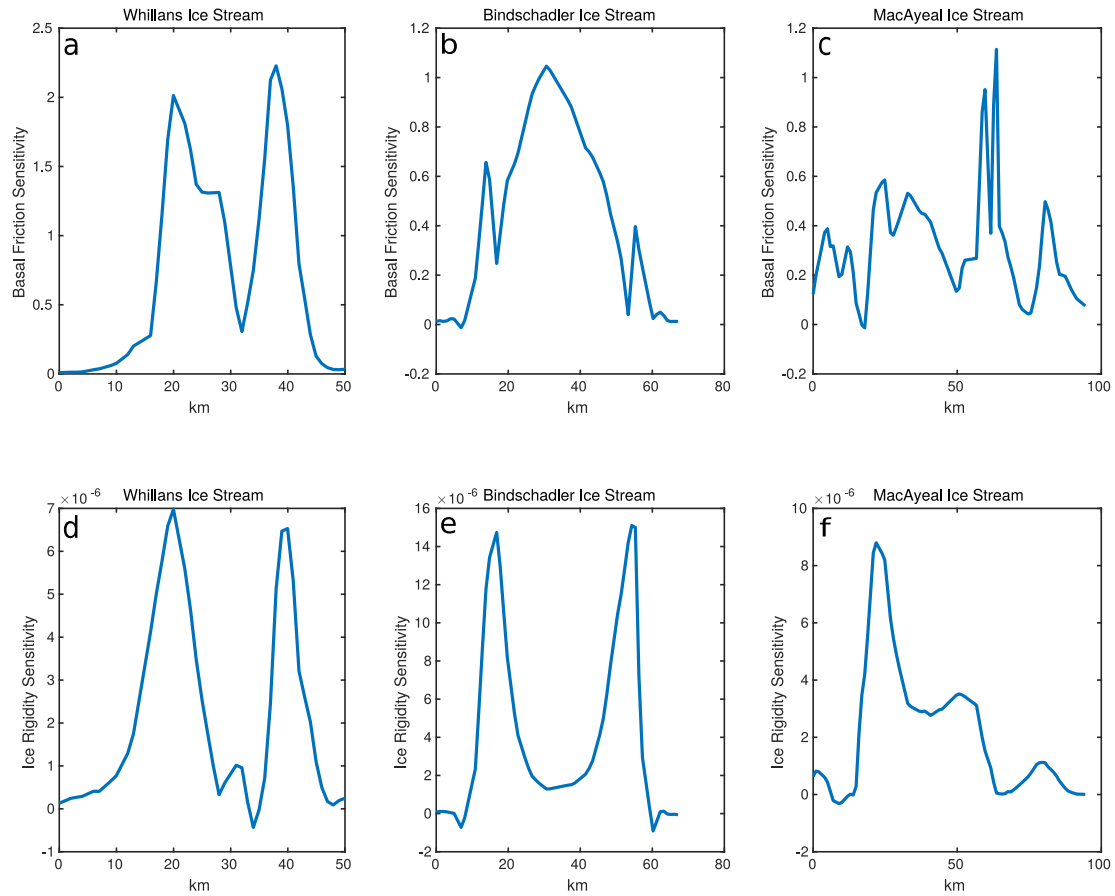 Whillans Ice Stream
a
Basal Friction Sensitivity
2.5
2
1.5
1
0.5
0
0 10 20 30 40 50
km
Bindschadler Ice Stream
b
Basal Friction Sensitivity
1.2
1
0.8
0.6
0.4
0.2
0
-0.2
0 20 40 60 80
km
MacAyeal Ice Stream
c
Basal Friction Sensitivity
1.2
1
0.8
0.6
0.4
0.2
0
-0.2
0 50 100
km
×10⁻⁶
Whillans Ice Stream
d
Ice Rigidity Sensitivity
7
6
5
4
3
2
1
0
-1
0 10 20 30 40 50
km
×10⁻⁶
Bindschadler Ice Stream
e
Ice Rigidity Sensitivity
16
14
12
10
8
6
4
2
0
-2
0 20 40 60 80
km
×10⁻⁶
MacAyeal Ice Stream
f
Ice Rigidity Sensitivity
10
8
6
4
2
0
-2
0 50 100
km